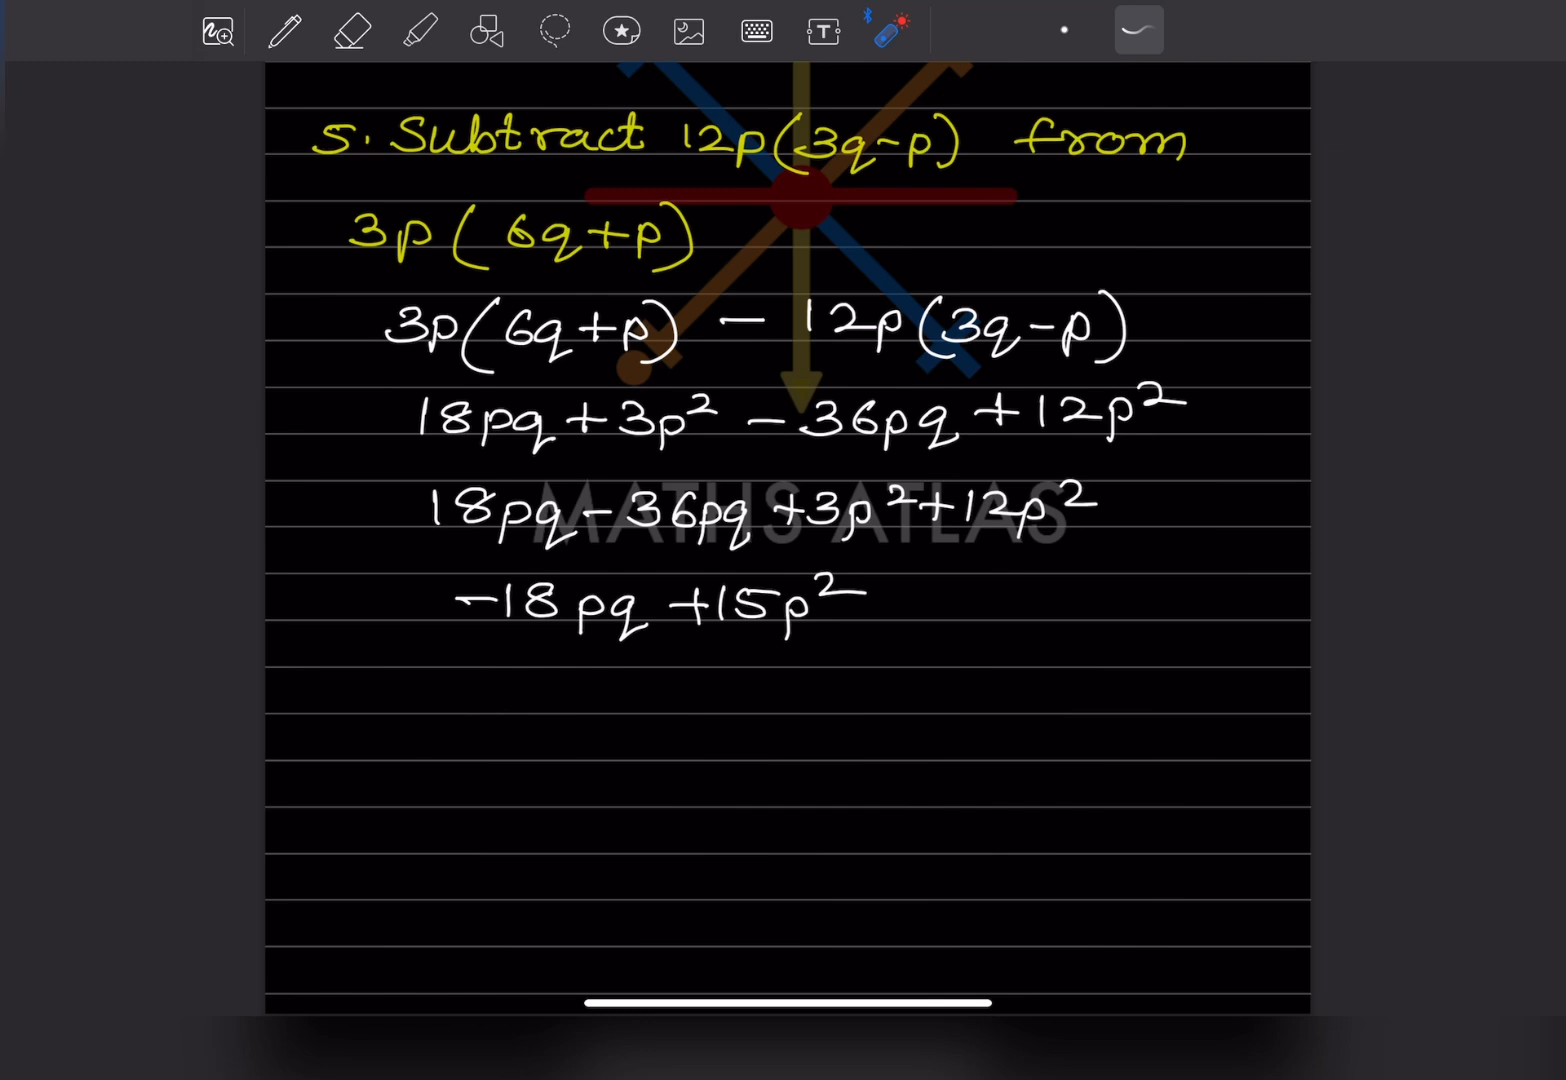 5. Subtract 12p(3q-p) from
3p(6q+p)
3p(6q+p) - 12p(3q-p)
18pq+3p² - 36pq+12p²
18pq-36pq+3p²+12p²
-18pq+15p²
MATHS ATLAS